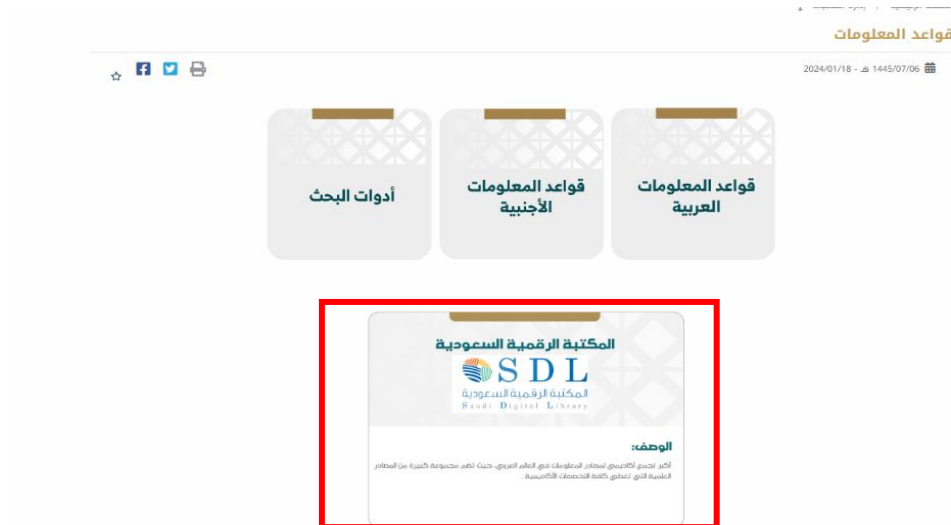 قواعد المعلومات
1445/07/06 هـ - 2024/01/18
قواعد المعلومات
العربية
قواعد المعلومات
الأجنبية
أدوات البحث
المكتبة الرقمية السعودية
SDL
المكتبة الرقمية السعودية
Saudi Digital Library
الوصف:
أكبر تجمع أكاديمي لمصادر المعلومات في العالم العربي، حيث تضم مجموعة كبيرة من المصادر
العلمية التي تغطي كافة التخصصات الأكاديمية .